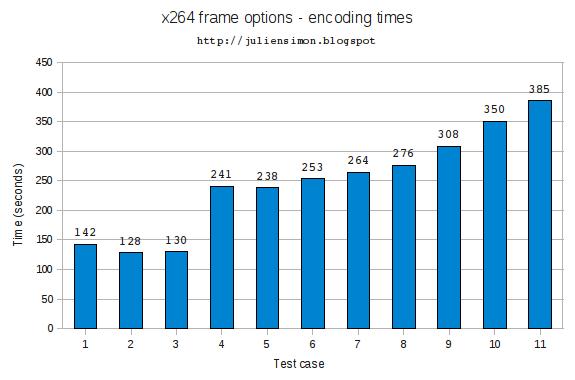 x264 frame options - encoding times
http://juliensimon.blogspot
450
400
350
300
250
200
150
100
50
0
Time (seconds)
142 128 130 241 238 253 264 276 308 350 385
1 2 3 4 5 6 7 8 9 10 11
Test case